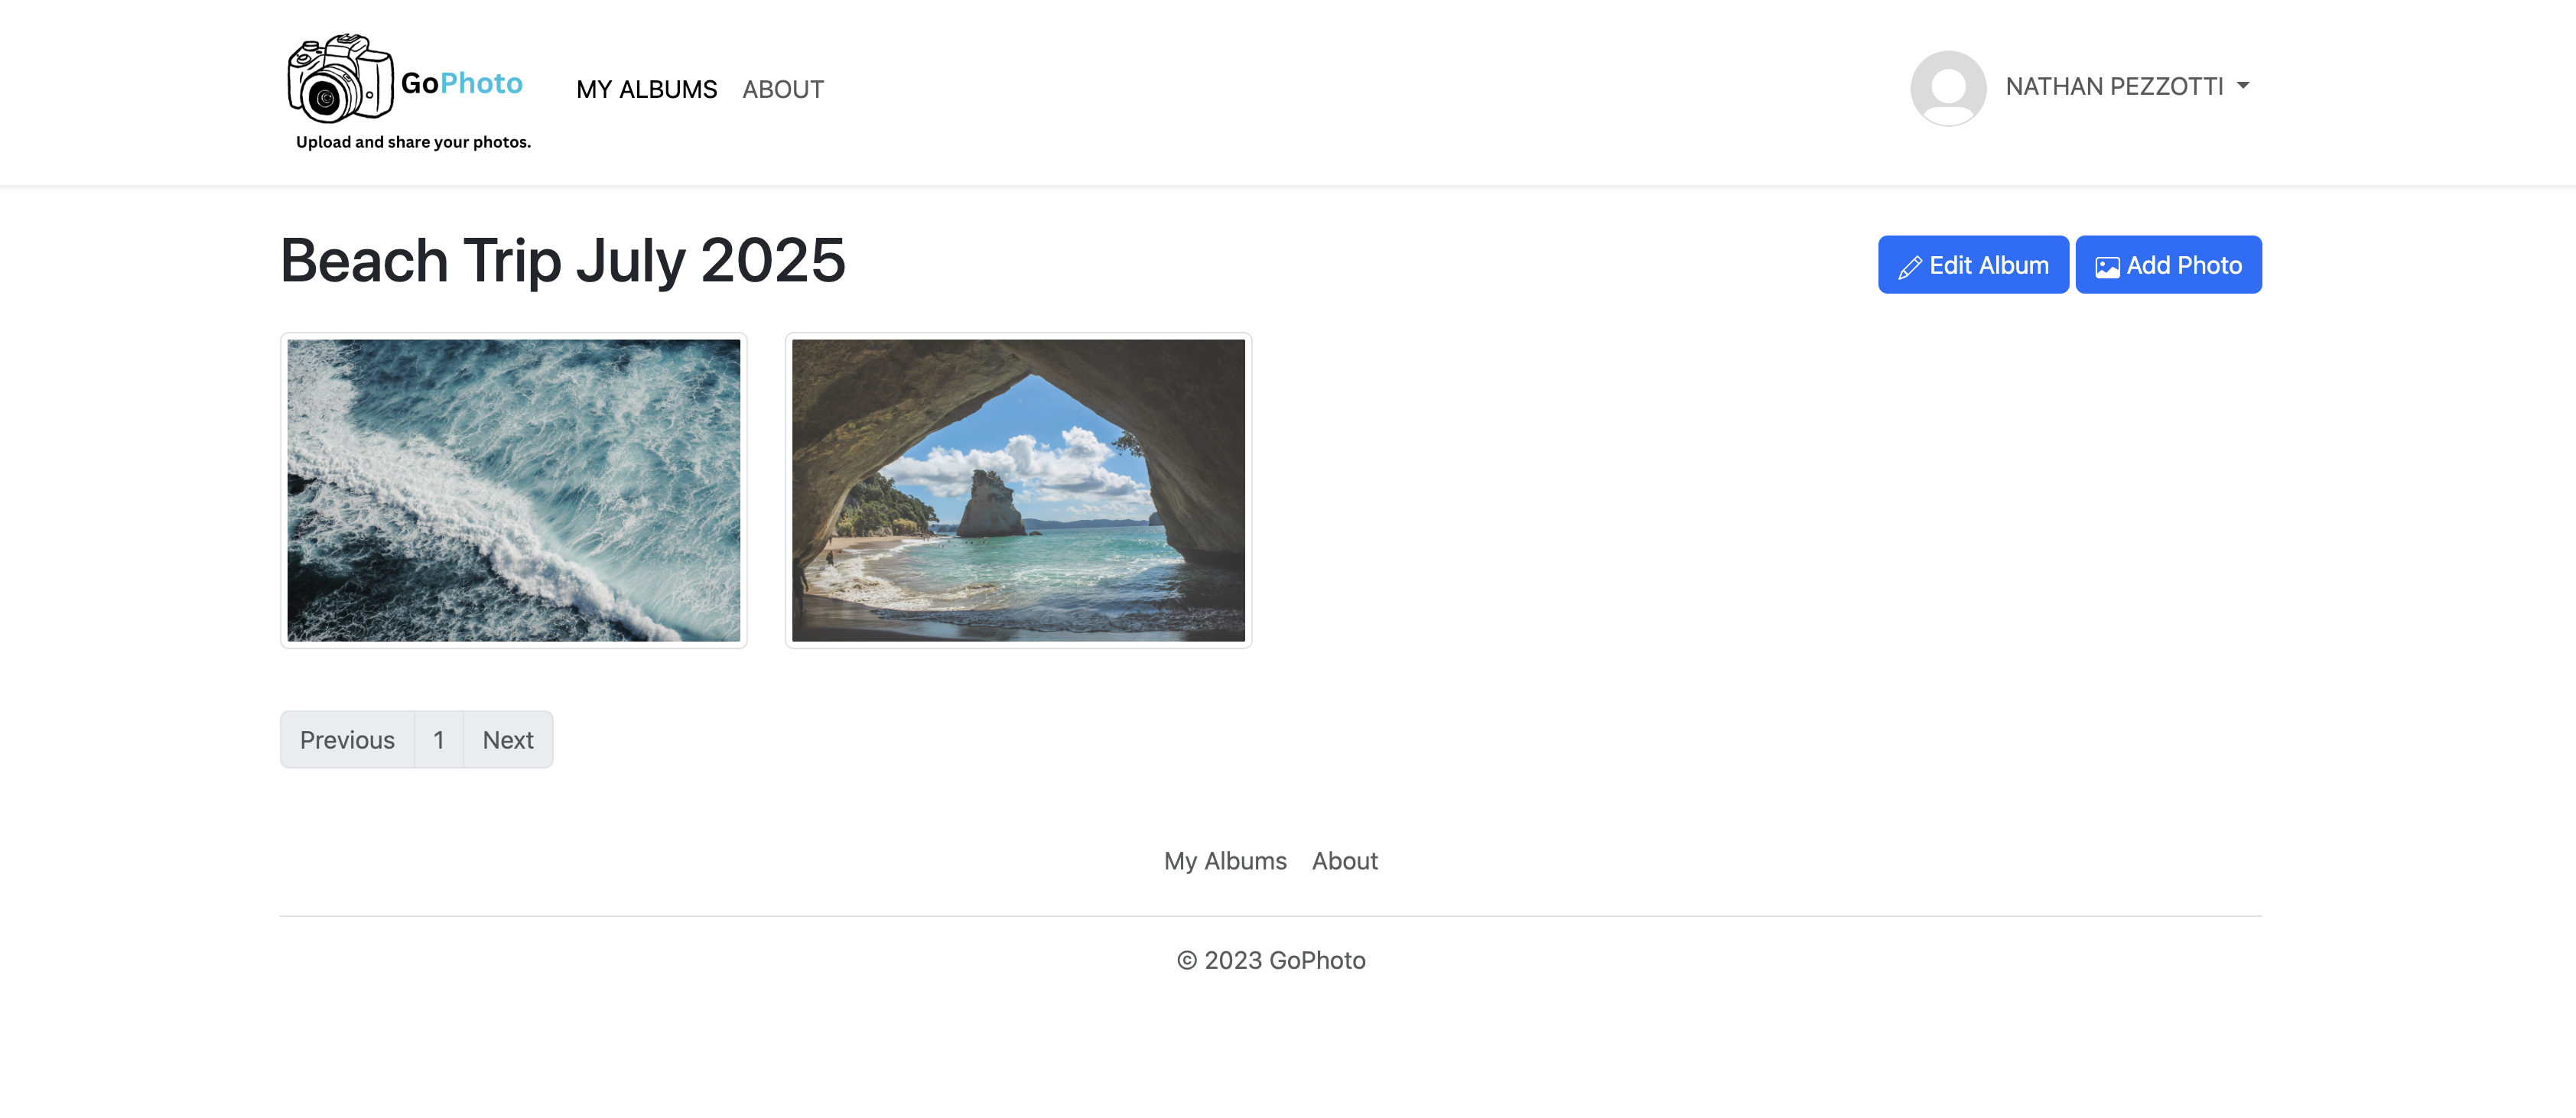 GoPhoto
Upload and share your photos.
MY ALBUMS ABOUT
NATHAN PEZZOTTI
Beach Trip July 2025
Edit Album Add Photo
Previous 1 Next
My Albums About
© 2023 GoPhoto